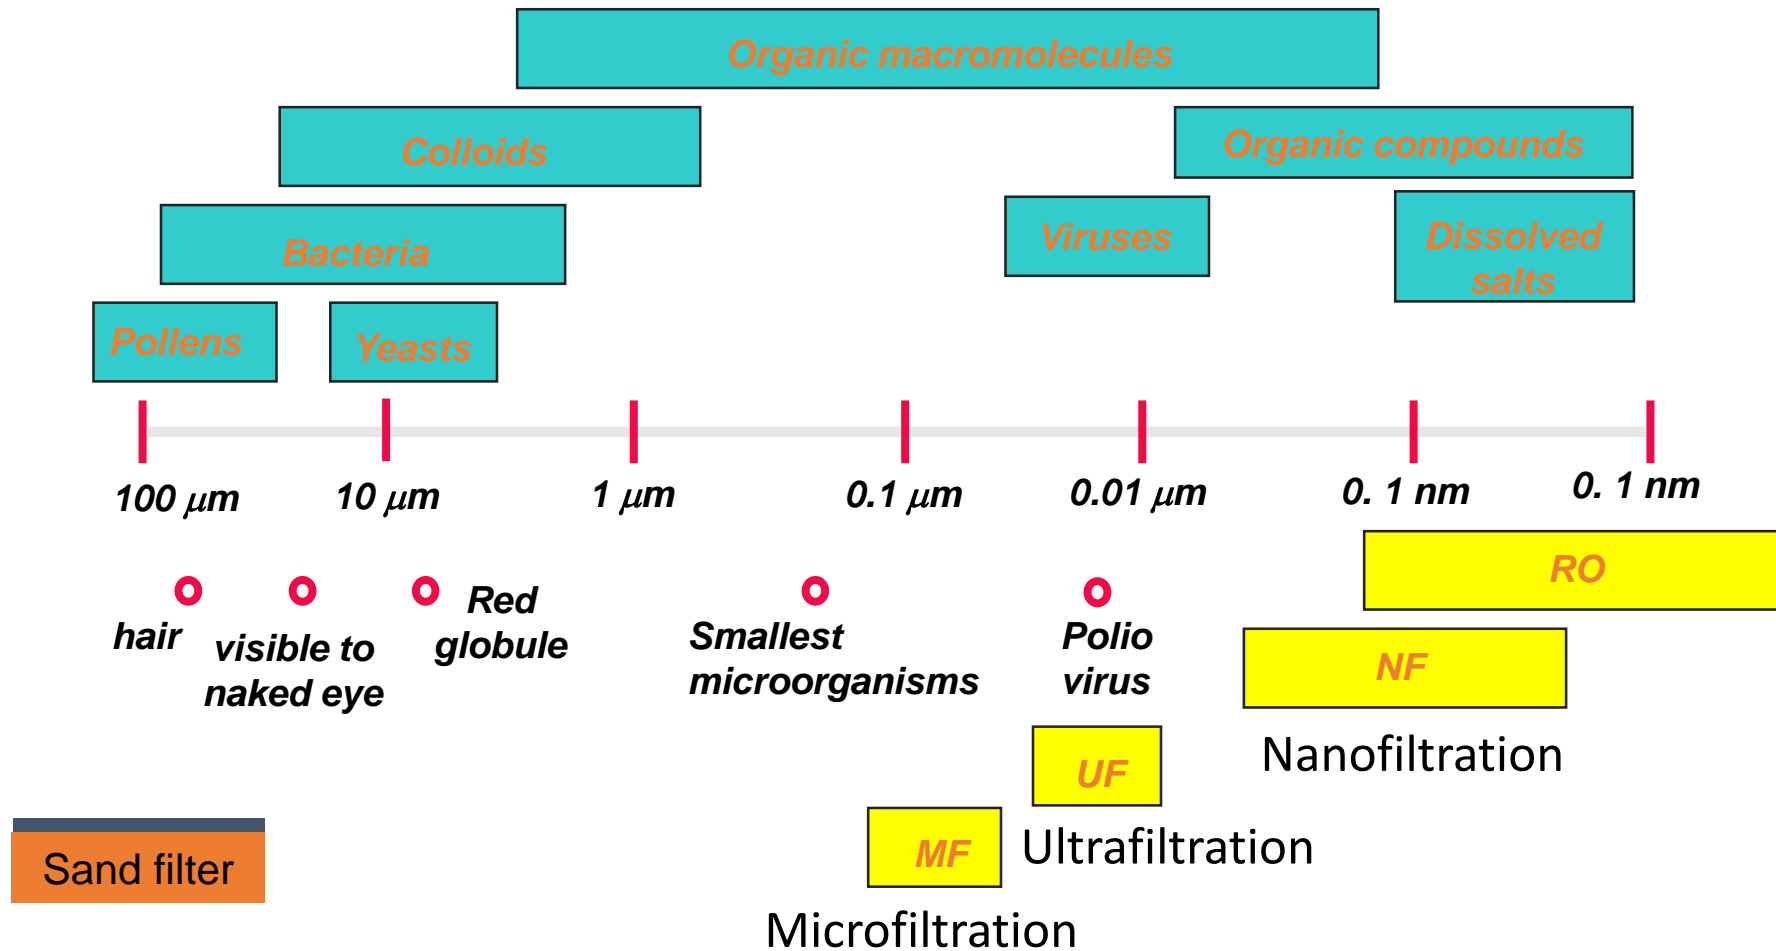 Organic macromolecules
Colloids
Organic compounds
Bacteria
Viruses
Dissolved
salts
Pollens
Yeasts
100 μm
10 μm
1 μm
0.1 μm
0.01 μm
0. 1 nm
0. 1 nm
RO
hair
visible to
naked eye
Red
globule
Smallest
microorganisms
Polio
virus
NF
Nanofiltration
UF
Ultrafiltration
MF
Microfiltration
Sand filter